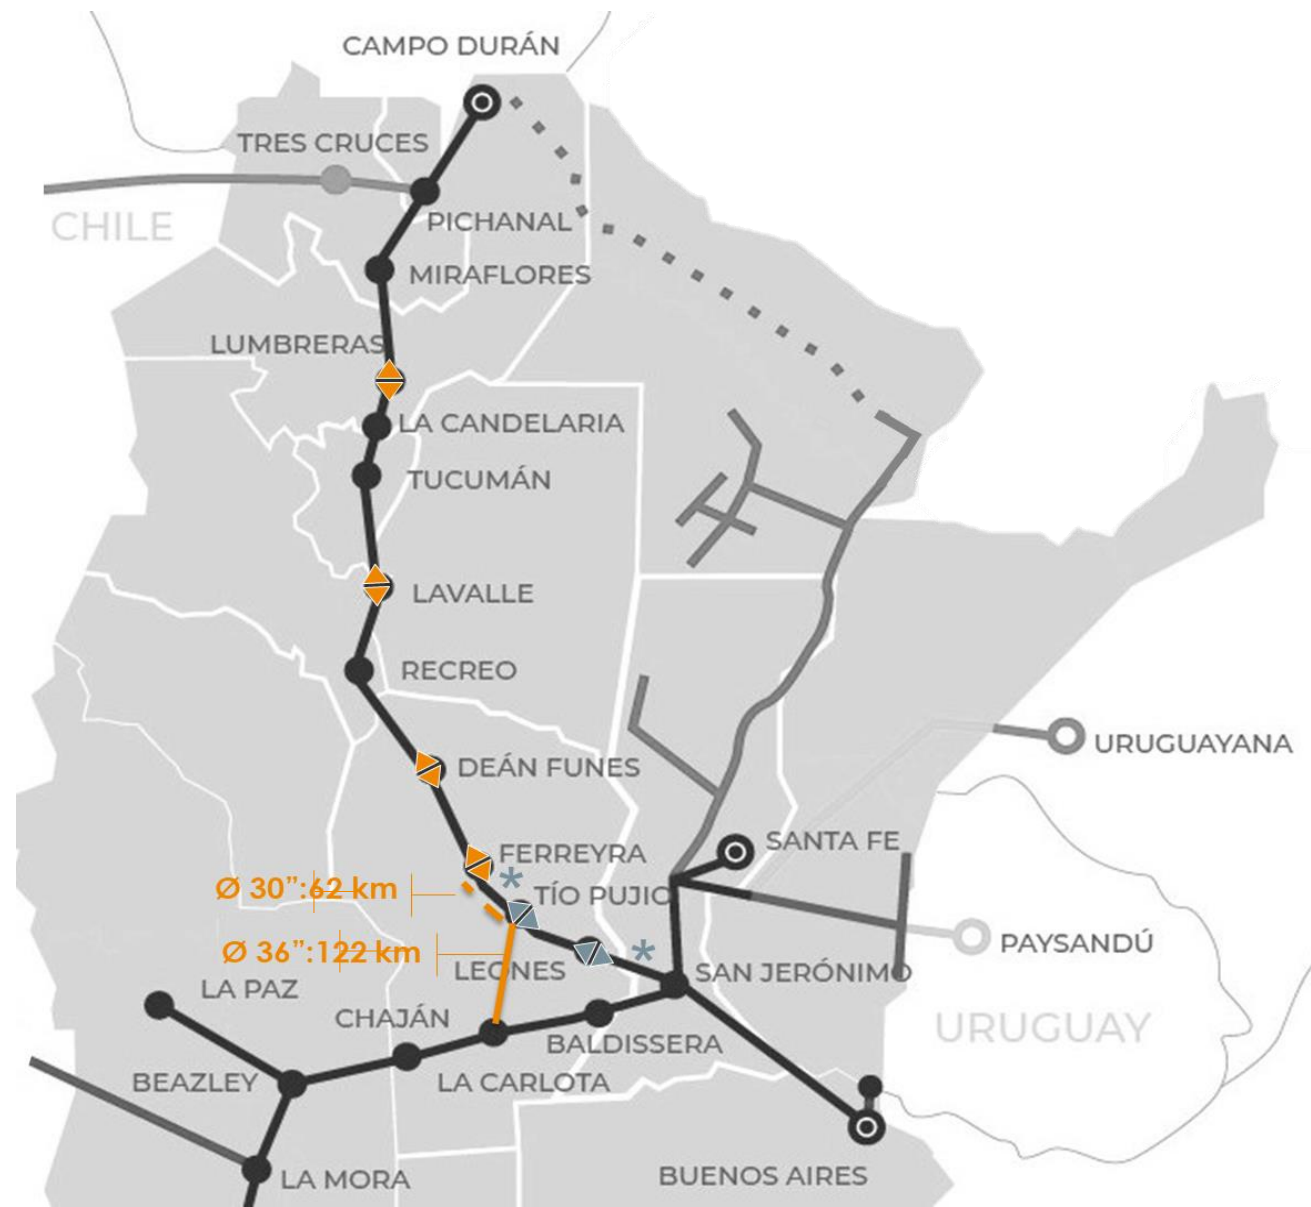 CAMPO DURÁN
TRES CRUCES
CHILE
PICHANAL
MIRAFLORES
LUMBRERAS
LA CANDELARIA
TUCUMÁN
LAVALLE
RECREO
URUGUAYANA
DEÁN FUNES
SANTA FE
FERREYRA
*
Ø 30”:62 km
TÍO PUJIO
Ø 36”:122 km
*
PAYSANDÚ
LEONES
SAN JERÓNIMO
LA PAZ
CHAJÁN
URUGUAY
BALDISSERA
BEAZLEY
LA CARLOTA
LA MORA
BUENOS AIRES